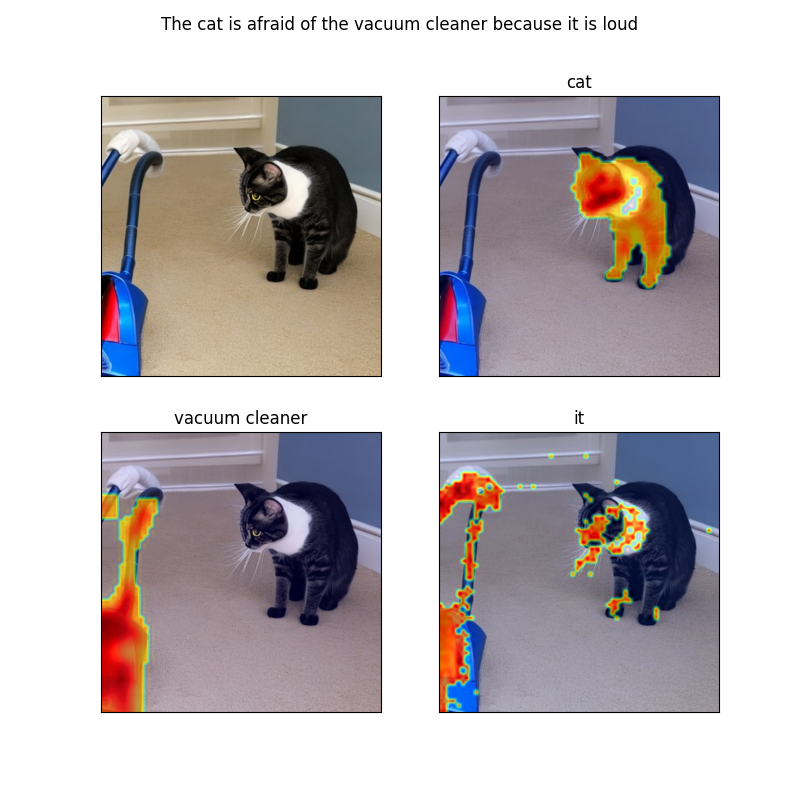 The cat is afraid of the vacuum cleaner because it is loud
cat
vacuum cleaner
it